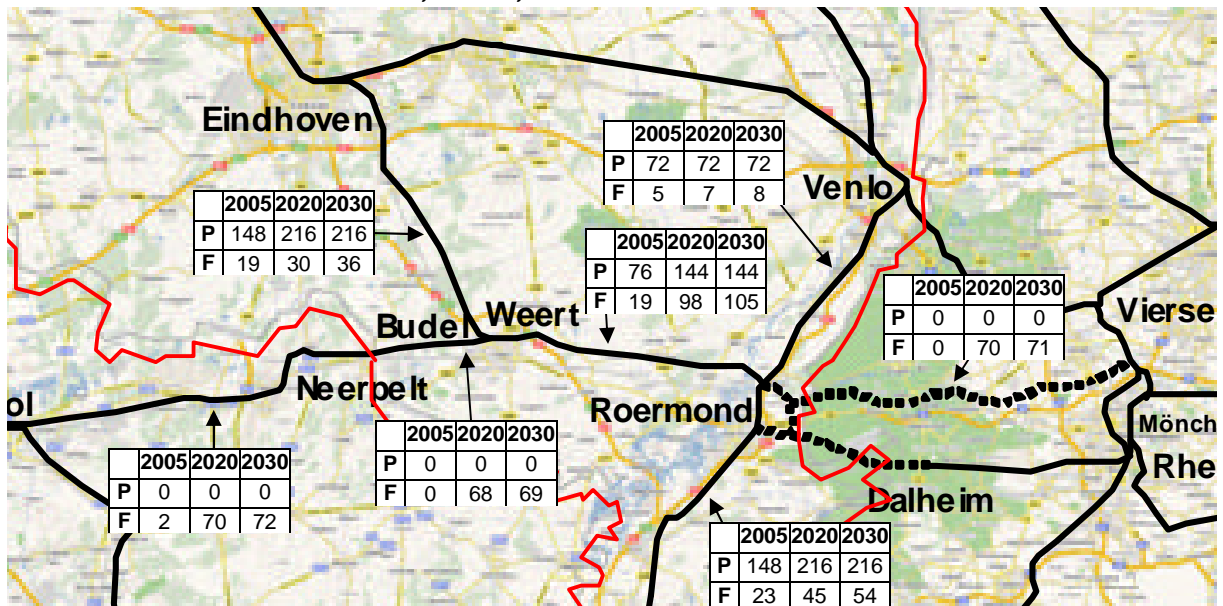 Eindhoven
2005 2020 2030
P 72 72 72
F 5 7 8
Venlo
2005 2020 2030
P 148 216 216
F 19 30 36
2005 2020 2030
P 76 144 144
F 19 98 105
2005 2020 2030
P 0 0 0
F 0 70 71
Vierse
Budel
Weert
Neerpelt
Roermond
ol
Mönch
Rhe
2005 2020 2030
P 0 0 0
F 2 70 72
2005 2020 2030
P 0 0 0
F 0 68 69
Dalheim
2005 2020 2030
P 148 216 216
F 23 45 54